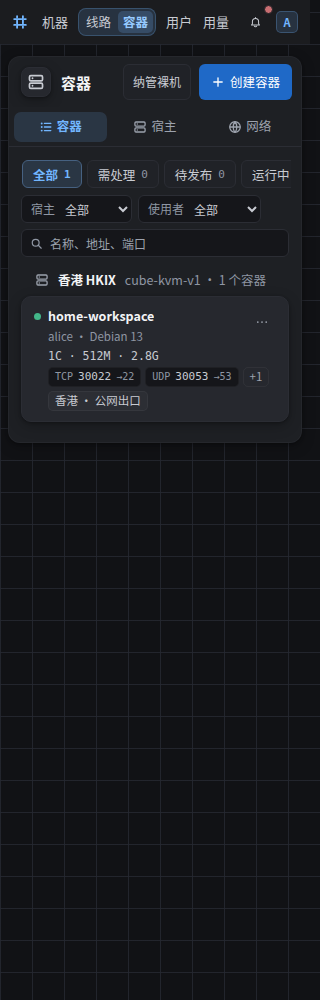 机器 线路 容器 用户 用量 A
容器 纳管裸机 + 创建容器
容器 宿主 网络
全部 1 需处理 0 待发布 0 运行中
宿主 全部 使用者 全部
名称、地址、端口
香港 HKIX cube-kvm-v1 • 1 个容器
home-workspace ...
alice • Debian 13
1C · 512M · 2.8G
TCP 30022 →22 UDP 30053 →53 +1
香港 • 公网出口